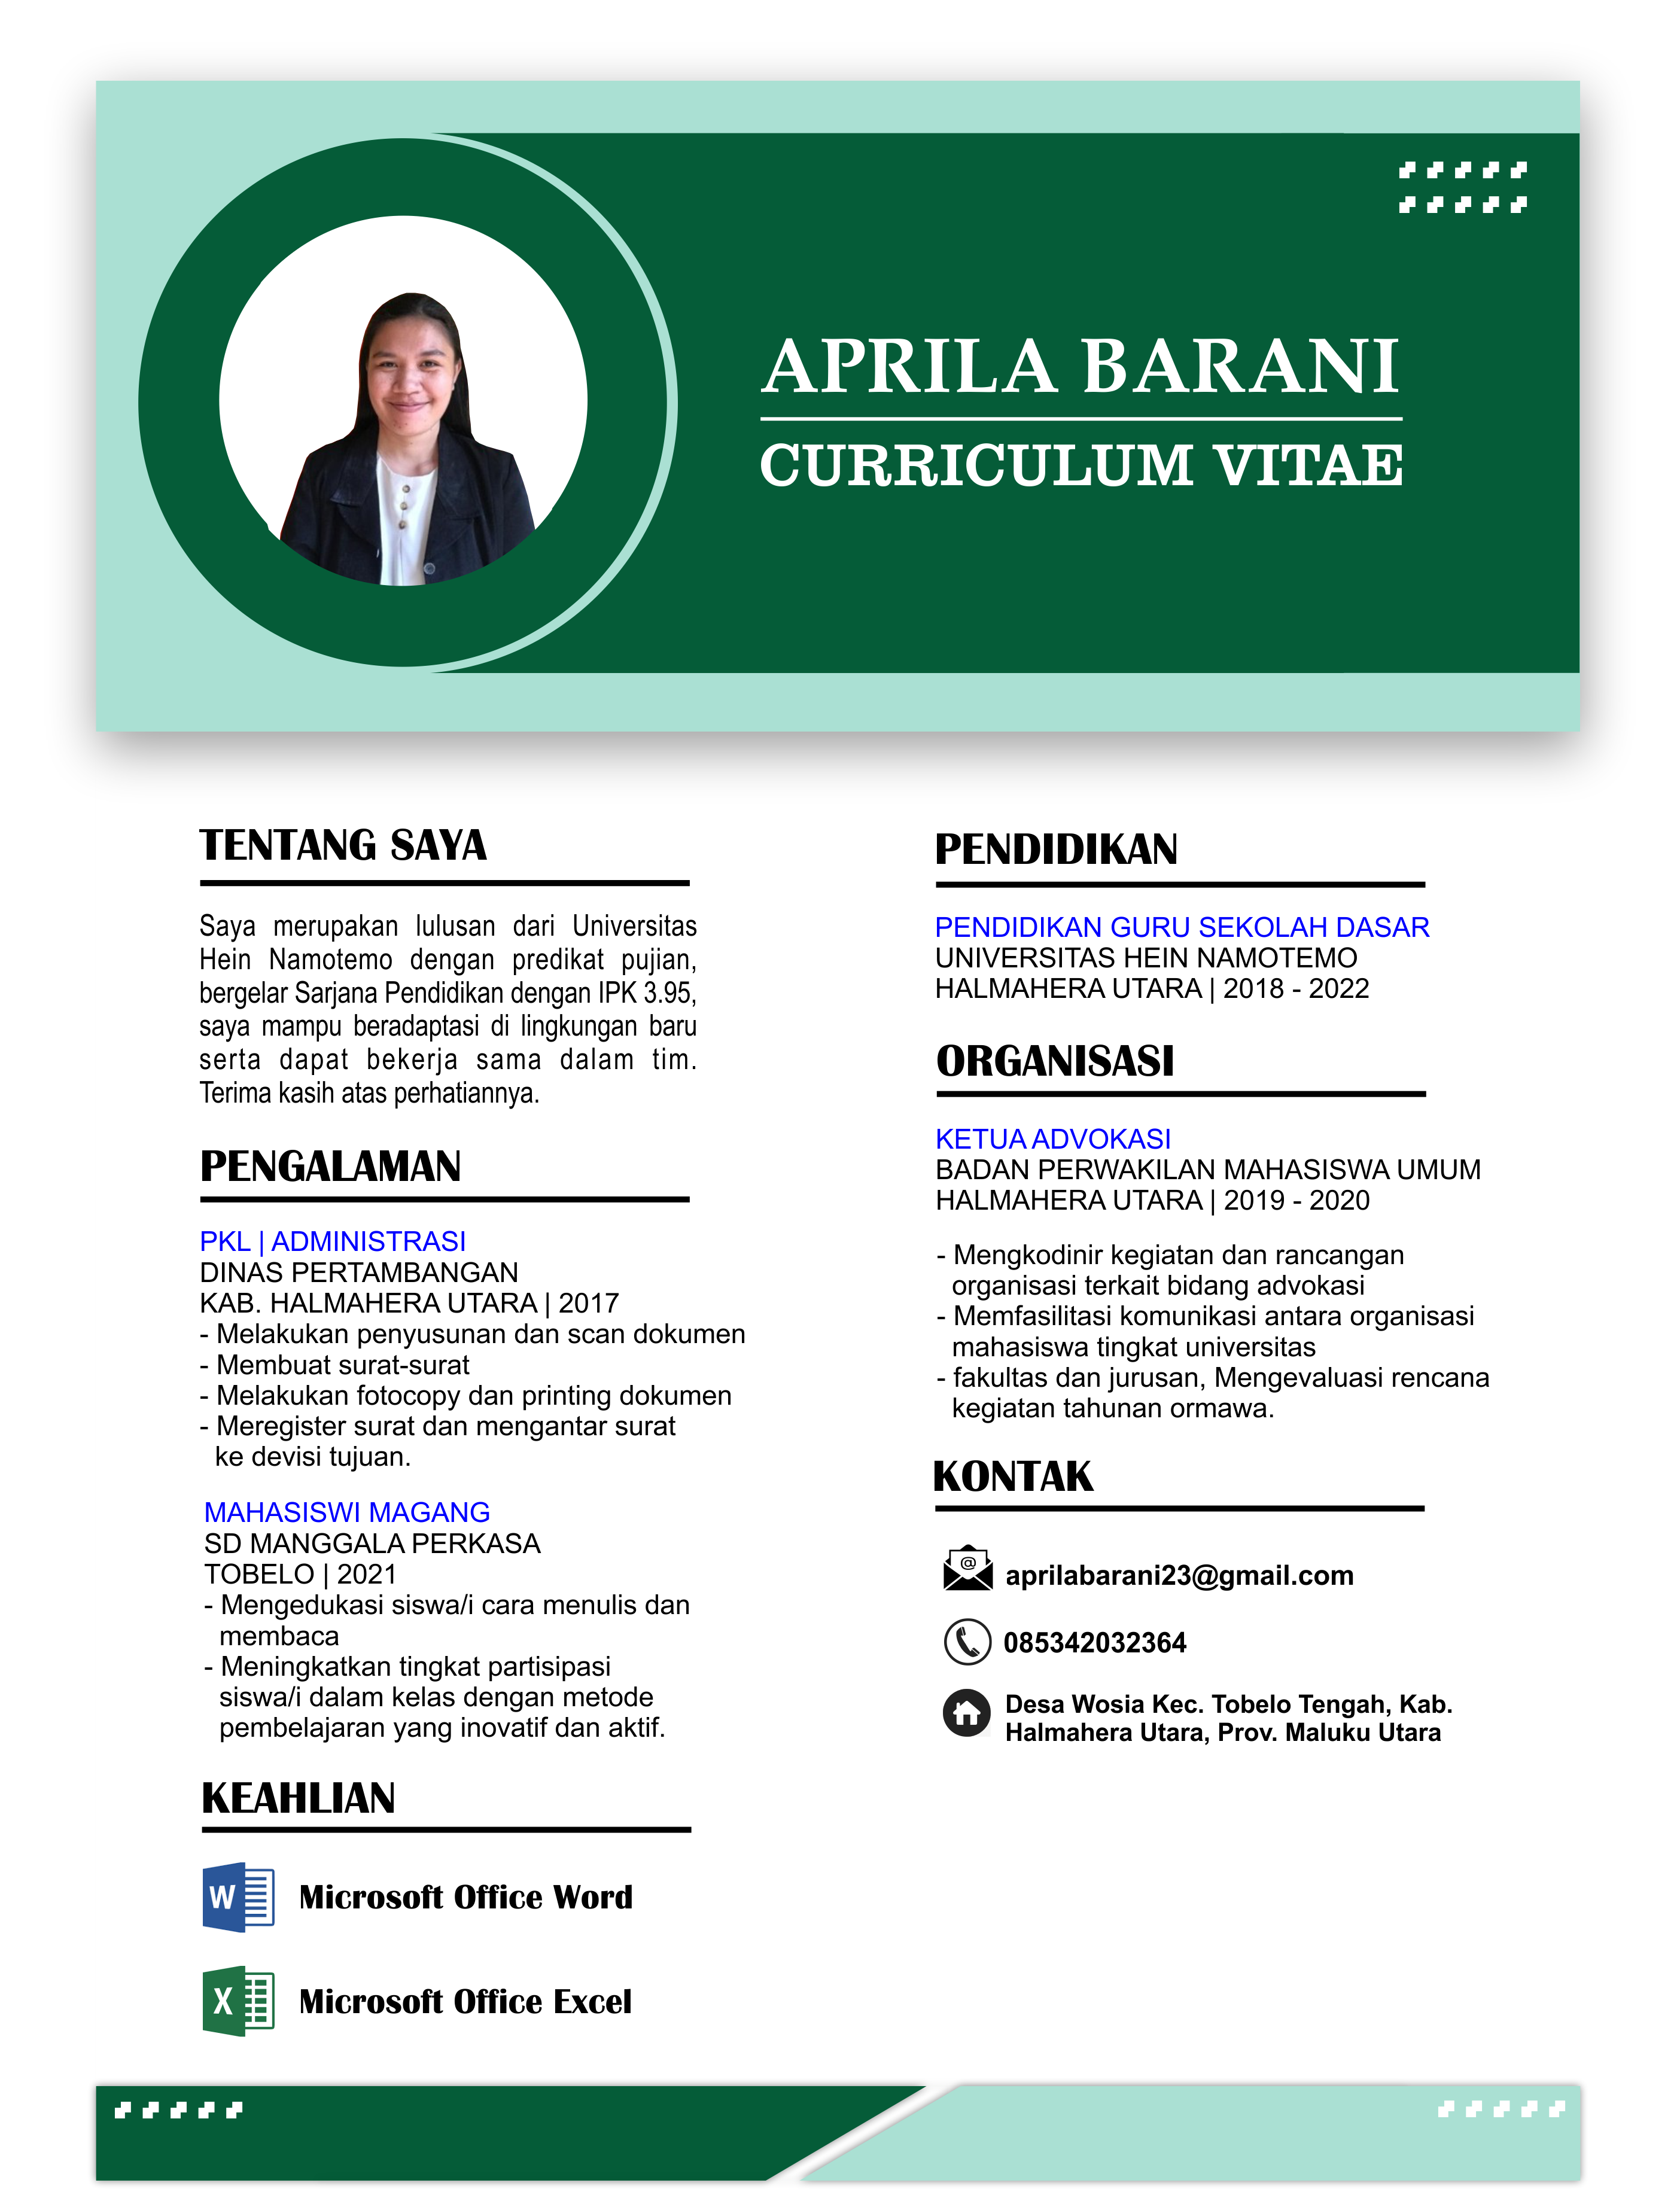 APRILA BARANI
CURRICULUM VITAE
TENTANG SAYA
Saya merupakan lulusan dari Universitas
Hein Namotemo dengan predikat pujian,
bergelar Sarjana Pendidikan dengan IPK 3.95,
saya mampu beradaptasi di lingkungan baru
serta dapat bekerja sama dalam tim.
Terima kasih atas perhatiannya.
PENGALAMAN
PKL | ADMINISTRASI
DINAS PERTAMBANGAN
KAB. HALMAHERA UTARA | 2017
- Melakukan penyusunan dan scan dokumen
- Membuat surat-surat
- Melakukan fotocopy dan printing dokumen
- Meregister surat dan mengantar surat
ke devisi tujuan.
MAHASISWI MAGANG
SD MANGGALA PERKASA
TOBELO | 2021
- Mengedukasi siswa/i cara menulis dan
membaca
- Meningkatkan tingkat partisipasi
siswa/i dalam kelas dengan metode
pembelajaran yang inovatif dan aktif.
KEAHLIAN
W Microsoft Office Word
X Microsoft Office Excel
PENDIDIKAN
PENDIDIKAN GURU SEKOLAH DASAR
UNIVERSITAS HEIN NAMOTEMO
HALMAHERA UTARA | 2018 - 2022
ORGANISASI
KETUA ADVOKASI
BADAN PERWAKILAN MAHASISWA UMUM
HALMAHERA UTARA | 2019 - 2020
- Mengkodinir kegiatan dan rancangan
organisasi terkait bidang advokasi
- Memfasilitasi komunikasi antara organisasi
mahasiswa tingkat universitas
- fakultas dan jurusan, Mengevaluasi rencana
kegiatan tahunan ormawa.
KONTAK
@ aprilabarani23@gmail.com
085342032364
Desa Wosia Kec. Tobelo Tengah, Kab.
Halmahera Utara, Prov. Maluku Utara